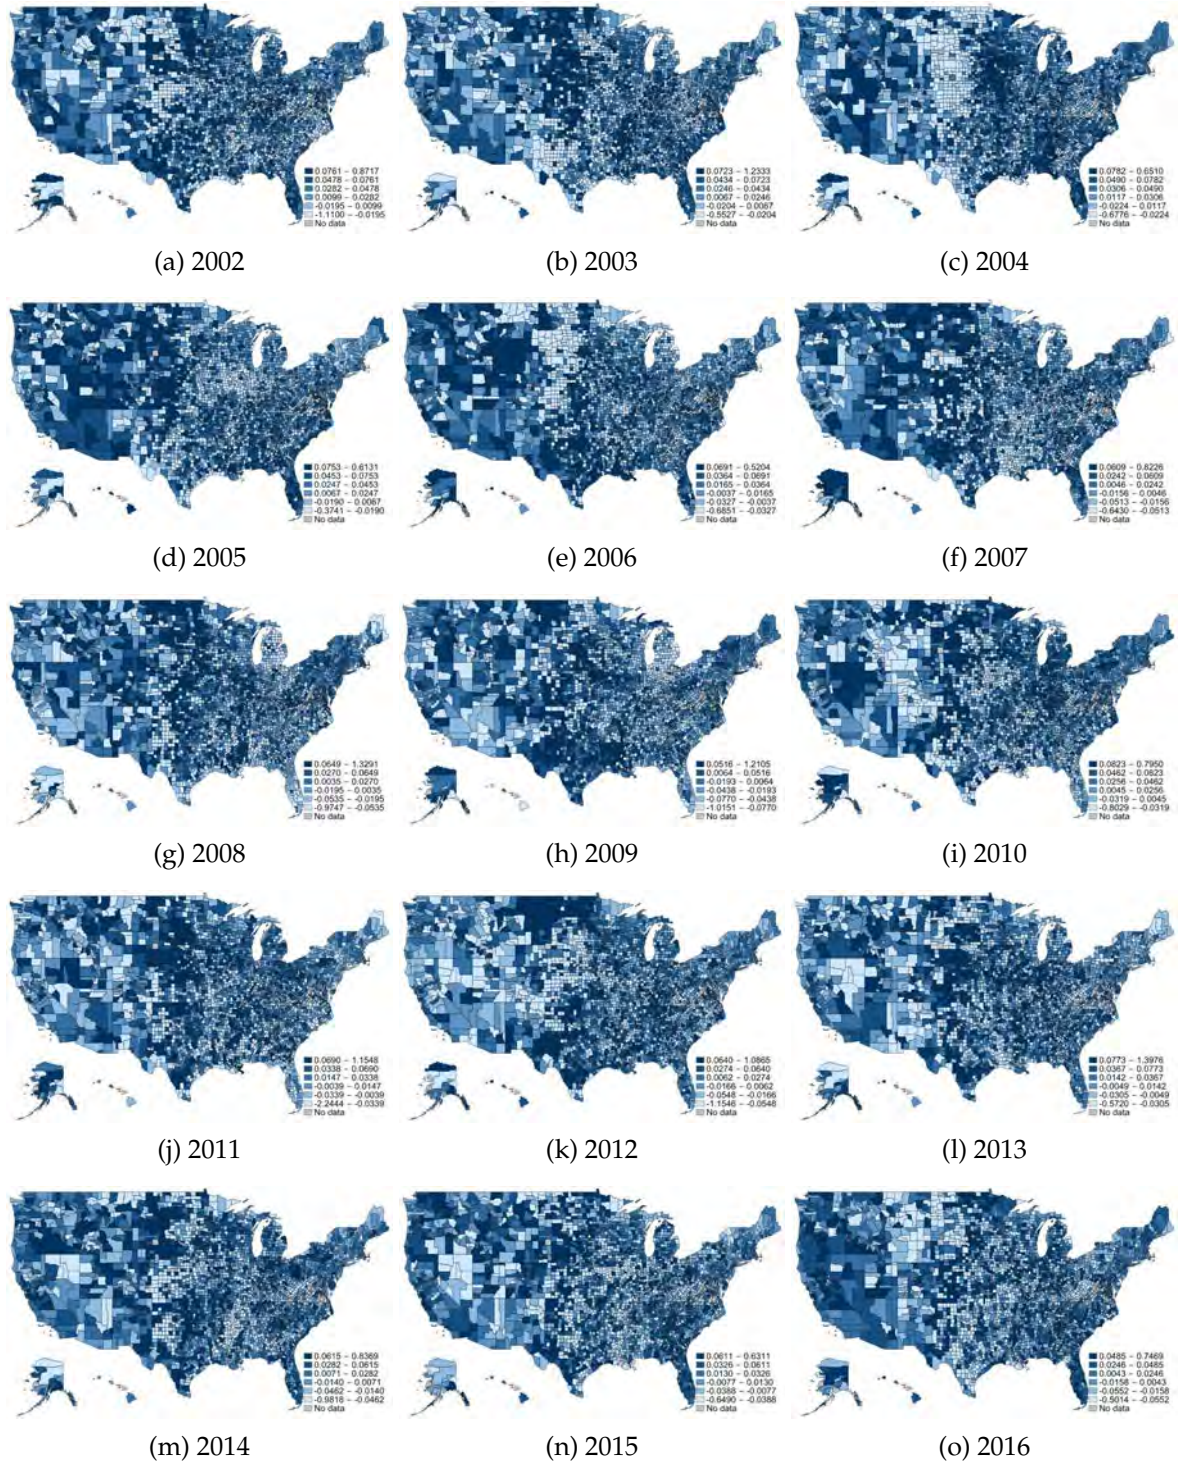 0.0761 − 0.8717
0.0478 − 0.0761
0.0282 − 0.0478
0.0099 − 0.0282
-0.0195 − 0.0099
-1.1100 − -0.0195
No data
(a) 2002
0.0723 − 1.2333
0.0434 − 0.0723
0.0246 − 0.0434
0.0067 − 0.0246
-0.0204 − 0.0067
-0.5527 − -0.0204
No data
(b) 2003
0.0782 − 0.6510
0.0490 − 0.0782
0.0306 − 0.0490
0.0117 − 0.0306
-0.0224 − 0.0117
-0.6776 − -0.0224
No data
(c) 2004
0.0753 − 0.6131
0.0453 − 0.0753
0.0247 − 0.0453
0.0067 − 0.0247
-0.0190 − 0.0067
-0.3741 − -0.0190
No data
(d) 2005
0.0691 − 0.5204
0.0364 − 0.0691
0.0165 − 0.0364
-0.0037 − 0.0165
-0.0327 − -0.0037
-0.6851 − -0.0327
No data
(e) 2006
0.0609 − 0.8226
0.0242 − 0.0609
0.0046 − 0.0242
-0.0156 − 0.0046
-0.0513 − -0.0156
-0.6430 − -0.0513
No data
(f) 2007
0.0649 − 1.3291
0.0270 − 0.0649
0.0035 − 0.0270
-0.0195 − 0.0035
-0.0535 − -0.0195
-0.9747 − -0.0535
No data
(g) 2008
0.0516 − 1.2105
0.0064 − 0.0516
-0.0193 − 0.0064
-0.0438 − -0.0193
-0.0770 − -0.0438
-1.0151 − -0.0770
No data
(h) 2009
0.0823 − 0.7950
0.0462 − 0.0823
0.0256 − 0.0462
0.0045 − 0.0256
-0.0319 − 0.0045
-0.8029 − -0.0319
No data
(i) 2010
0.0690 − 1.1548
0.0338 − 0.0690
0.0147 − 0.0338
-0.0039 − 0.0147
-0.0339 − -0.0039
-2.2444 − -0.0339
No data
(j) 2011
0.0640 − 1.0865
0.0274 − 0.0640
0.0062 − 0.0274
-0.0166 − 0.0062
-0.0548 − -0.0166
-1.1546 − -0.0548
No data
(k) 2012
0.0773 − 1.3976
0.0367 − 0.0773
0.0142 − 0.0367
-0.0049 − 0.0142
-0.0305 − -0.0049
-0.5720 − -0.0305
No data
(l) 2013
0.0615 − 0.8369
0.0282 − 0.0615
0.0071 − 0.0282
-0.0140 − 0.0071
-0.0462 − -0.0140
-0.9818 − -0.0462
No data
(m) 2014
0.0611 − 0.6311
0.0326 − 0.0611
0.0130 − 0.0326
-0.0077 − 0.0130
-0.0388 − -0.0077
-0.6490 − -0.0388
No data
(n) 2015
0.0485 − 0.7469
0.0246 − 0.0485
0.0043 − 0.0246
-0.0158 − 0.0043
-0.0552 − -0.0158
-0.5014 − -0.0552
No data
(o) 2016